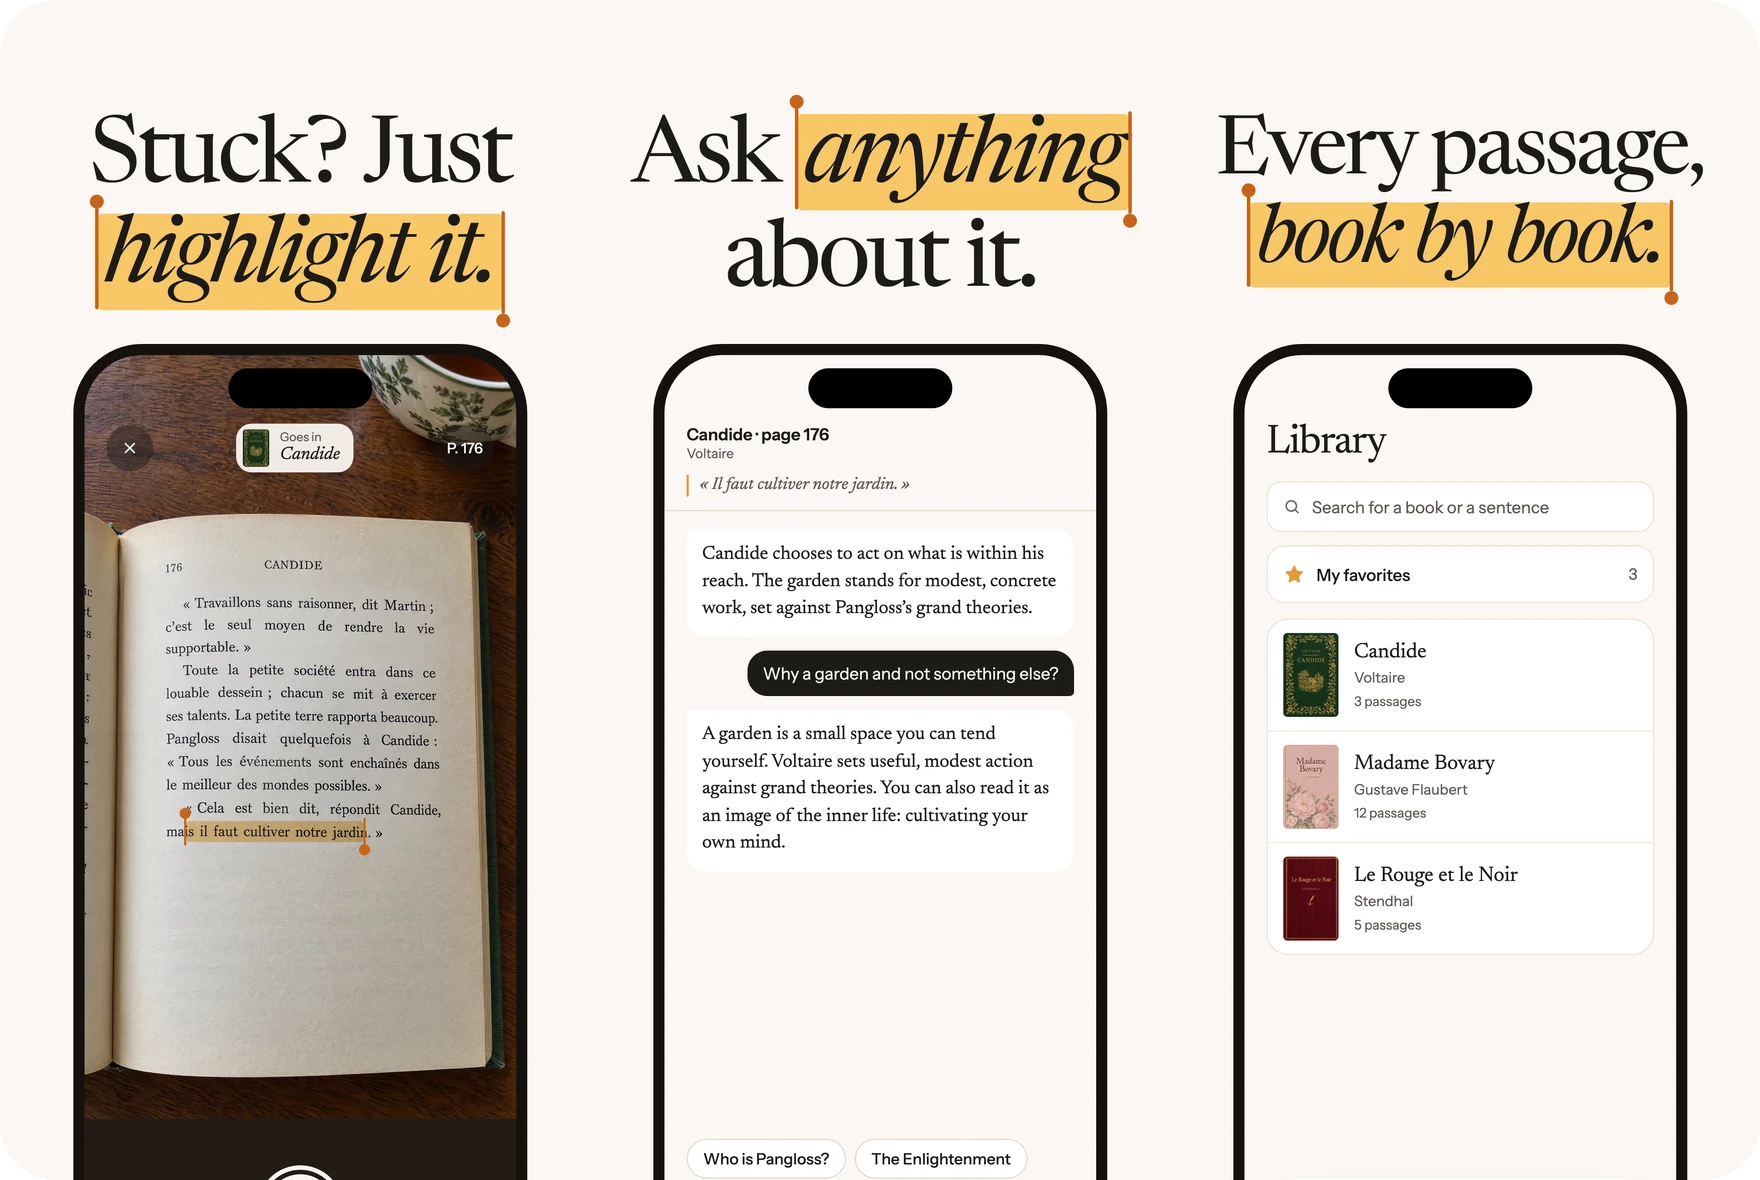 Stuck? Just
highlight it.
Goes in
Candide
P. 176
176 CANDIDE
« Travaillons sans raisonner, dit Martin ;
c'est le seul moyen de rendre la vie
supportable. »
Toute la petite société entra dans ce
louable dessein ; chacun se mit à exercer
ses talents. La petite terre rapporta beaucoup.
Pangloss disait quelquefois à Candide :
« Tous les événements sont enchaînés dans
le meilleur des mondes possibles. »
« Cela est bien dit, répondit Candide,
mais il faut cultiver notre jardin. »
Ask anything
about it.
Candide · page 176
Voltaire
« Il faut cultiver notre jardin. »
Candide chooses to act on what is within his
reach. The garden stands for modest, concrete
work, set against Pangloss’s grand theories.
Why a garden and not something else?
A garden is a small space you can tend
yourself. Voltaire sets useful, modest action
against grand theories. You can also read it as
an image of the inner life: cultivating your
own mind.
Who is Pangloss?
The Enlightenment
Every passage,
book by book.
Library
Search for a book or a sentence
My favorites 3
CANDIDE
Candide
Voltaire
3 passages
Madame
Bovary
Madame Bovary
Gustave Flaubert
12 passages
Le Rouge et le Noir
Le Rouge et le Noir
Stendhal
5 passages